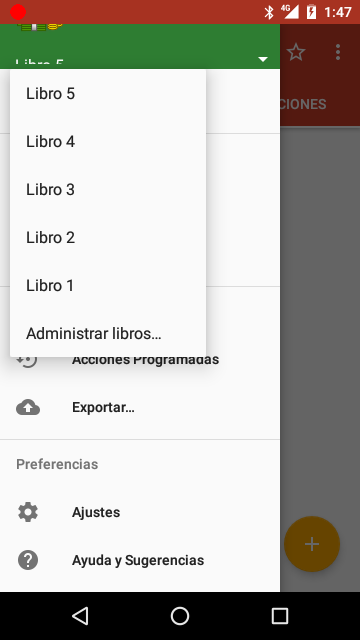 4G 1:47
Libro 5
CIONES
Libro 5
Libro 4
Libro 3
Libro 2
Libro 1
Administrar libros...
Acciones Programadas
Exportar...
Preferencias
Ajustes
Ayuda y Sugerencias